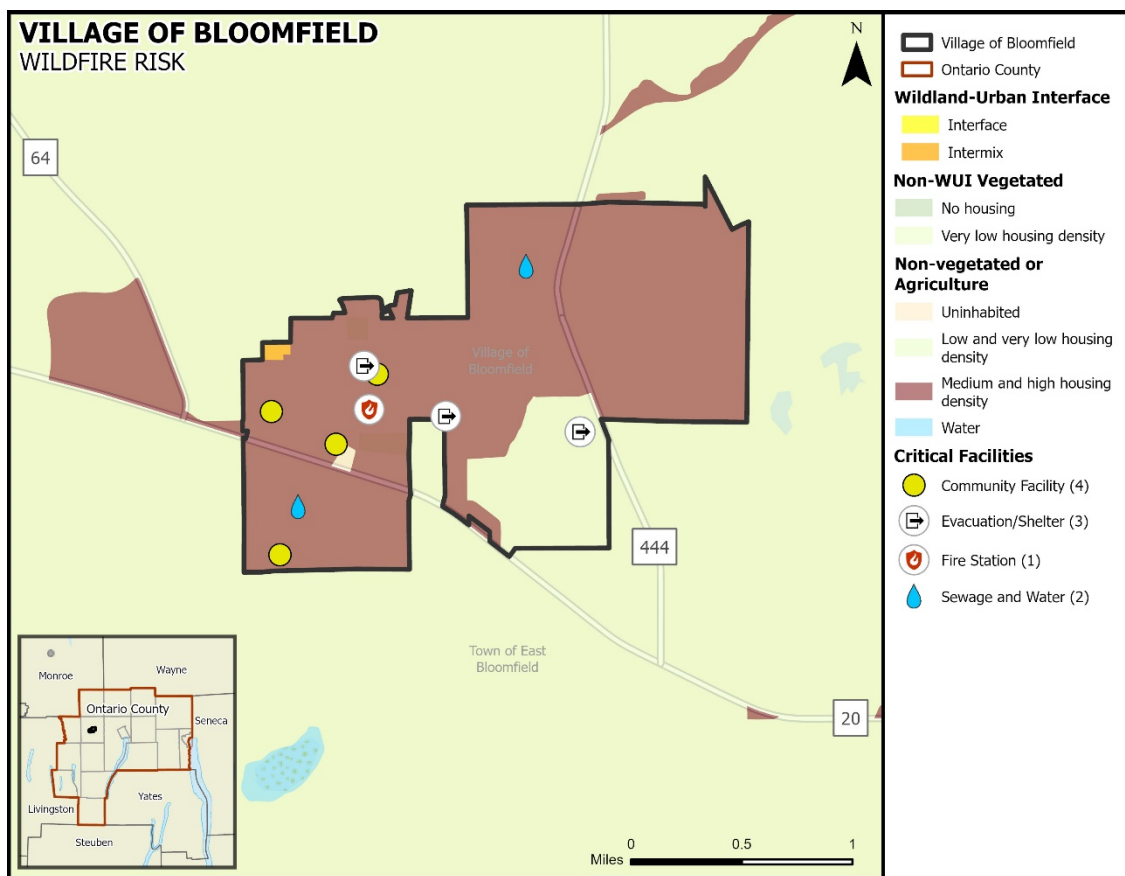 VILLAGE OF BLOOMFIELD
WILDFIRE RISK
N
64
Village of
Bloomfield
444
Town of East
Bloomfield
20
Monroe
Wayne
Ontario County
Seneca
Livingston
Yates
Steuben
0
0.5
1
Miles
Village of Bloomfield
Ontario County
Wildland-Urban Interface
Interface
Intermix
Non-WUI Vegetated
No housing
Very low housing density
Non-vegetated or
Agriculture
Uninhabited
Low and very low housing
density
Medium and high housing
density
Water
Critical Facilities
Community Facility (4)
Evacuation/Shelter (3)
Fire Station (1)
Sewage and Water (2)